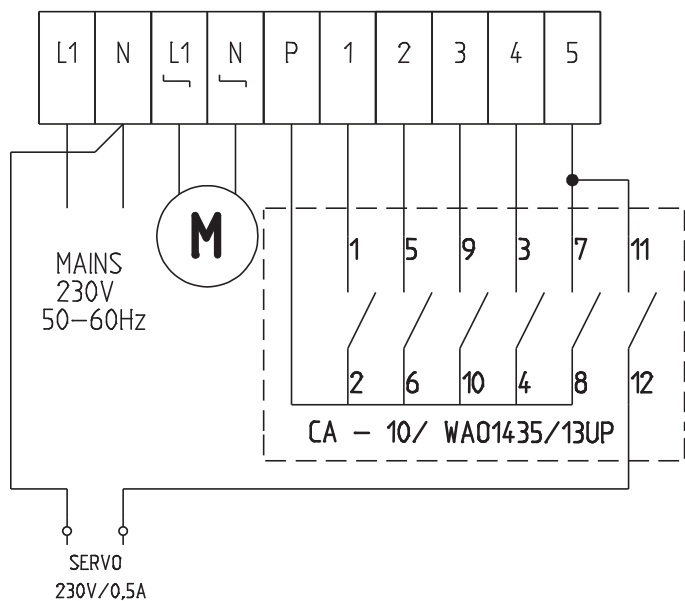 L1 N L1 N P 1 2 3 4 5
M
1 5 9 3 7 11
MAINS
230V
50-60Hz
2 6 10 4 8 12
CA - 10/ WAO1435/13UP
SERVO
230V/0,5A